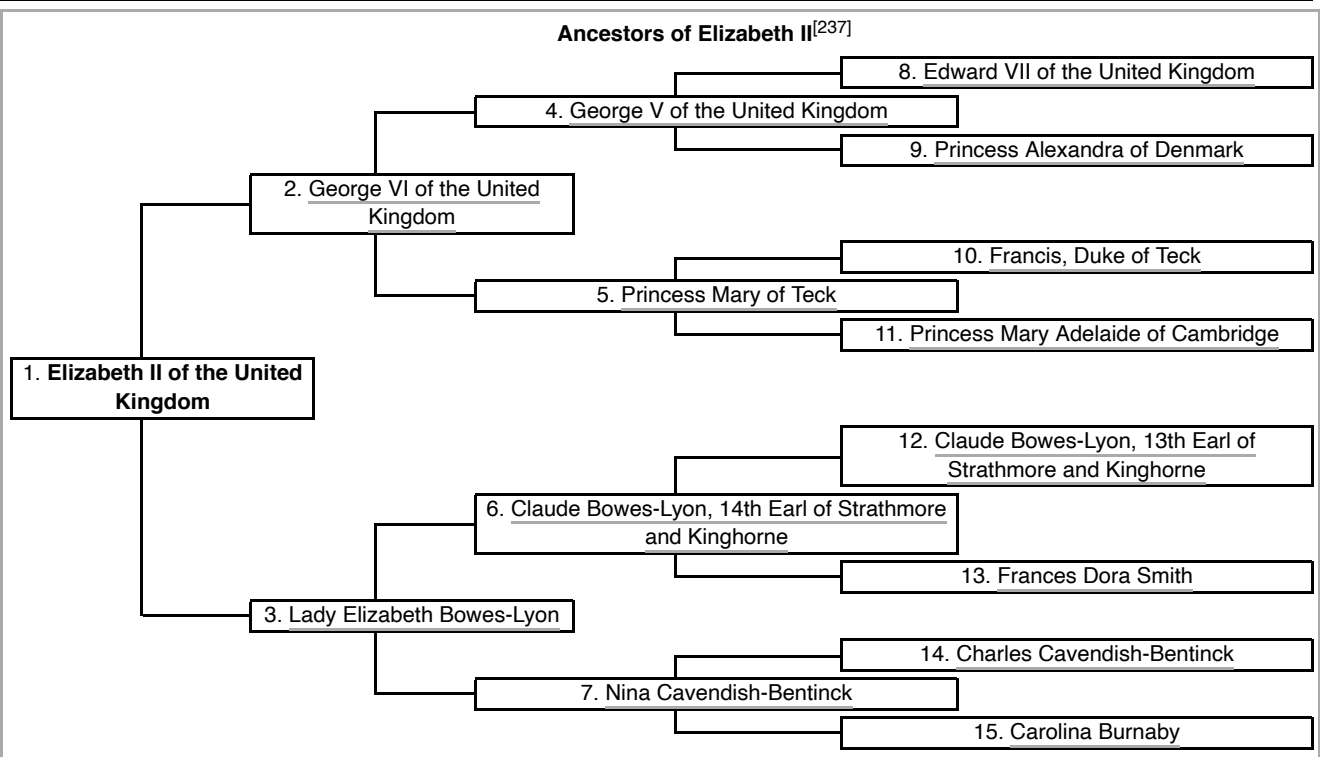 Ancestors of Elizabeth II[237]
8. Edward VII of the United Kingdom
4. George V of the United Kingdom
9. Princess Alexandra of Denmark
2. George VI of the United
Kingdom
10. Francis, Duke of Teck
5. Princess Mary of Teck
11. Princess Mary Adelaide of Cambridge
1. Elizabeth II of the United
Kingdom
12. Claude Bowes-Lyon, 13th Earl of
Strathmore and Kinghorne
6. Claude Bowes-Lyon, 14th Earl of Strathmore
and Kinghorne
13. Frances Dora Smith
3. Lady Elizabeth Bowes-Lyon
14. Charles Cavendish-Bentinck
7. Nina Cavendish-Bentinck
15. Carolina Burnaby